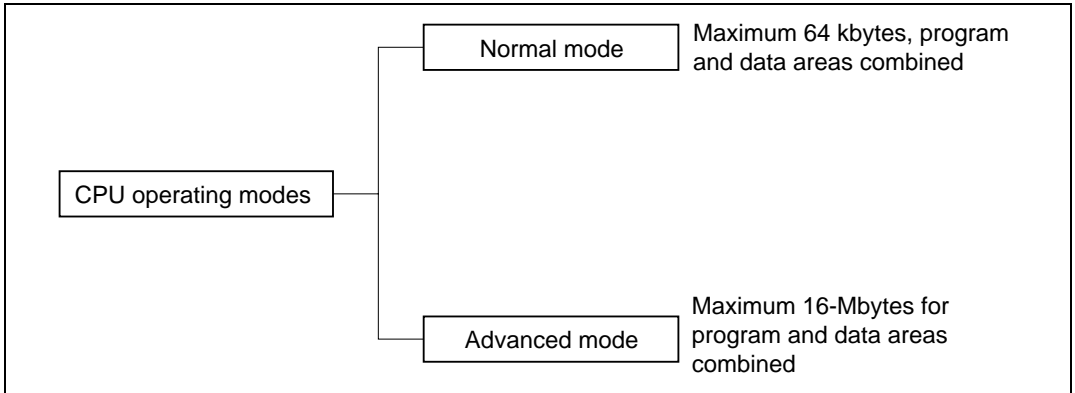 Normal mode
Maximum 64 kbytes, program
and data areas combined
CPU operating modes
Advanced mode
Maximum 16-Mbytes for
program and data areas
combined